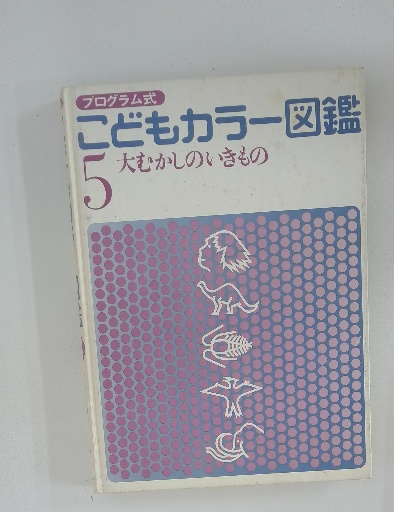 プログラム式
こどもカラー図鑑
5 大むかしのいきもの